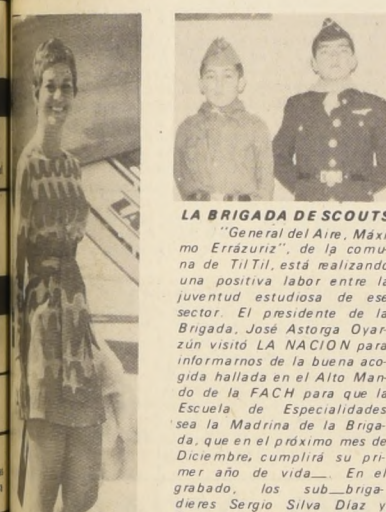 LA BRIGADA DE SCOUTS
"General del Aire, Máxi
mo Errázuriz", de la comu-
na de TilTil, está realizando
una positiva labor entre la
juventud estudiosa de ese
sector. El presidente de la
Brigada, José Astorga Oyar-
zún visitó LA NACION para
informarnos de la buena aco-
gida hallada en el Alto Man-
do de la FACH para que la
Escuela de Especialidades
sea la Madrina de la Briga-
da, que en el próximo mes de
Diciembre, cumplirá su pri-
mer año de vida__. En el
grabado, los sub__briga-
dieres Sergio Silva Díaz y